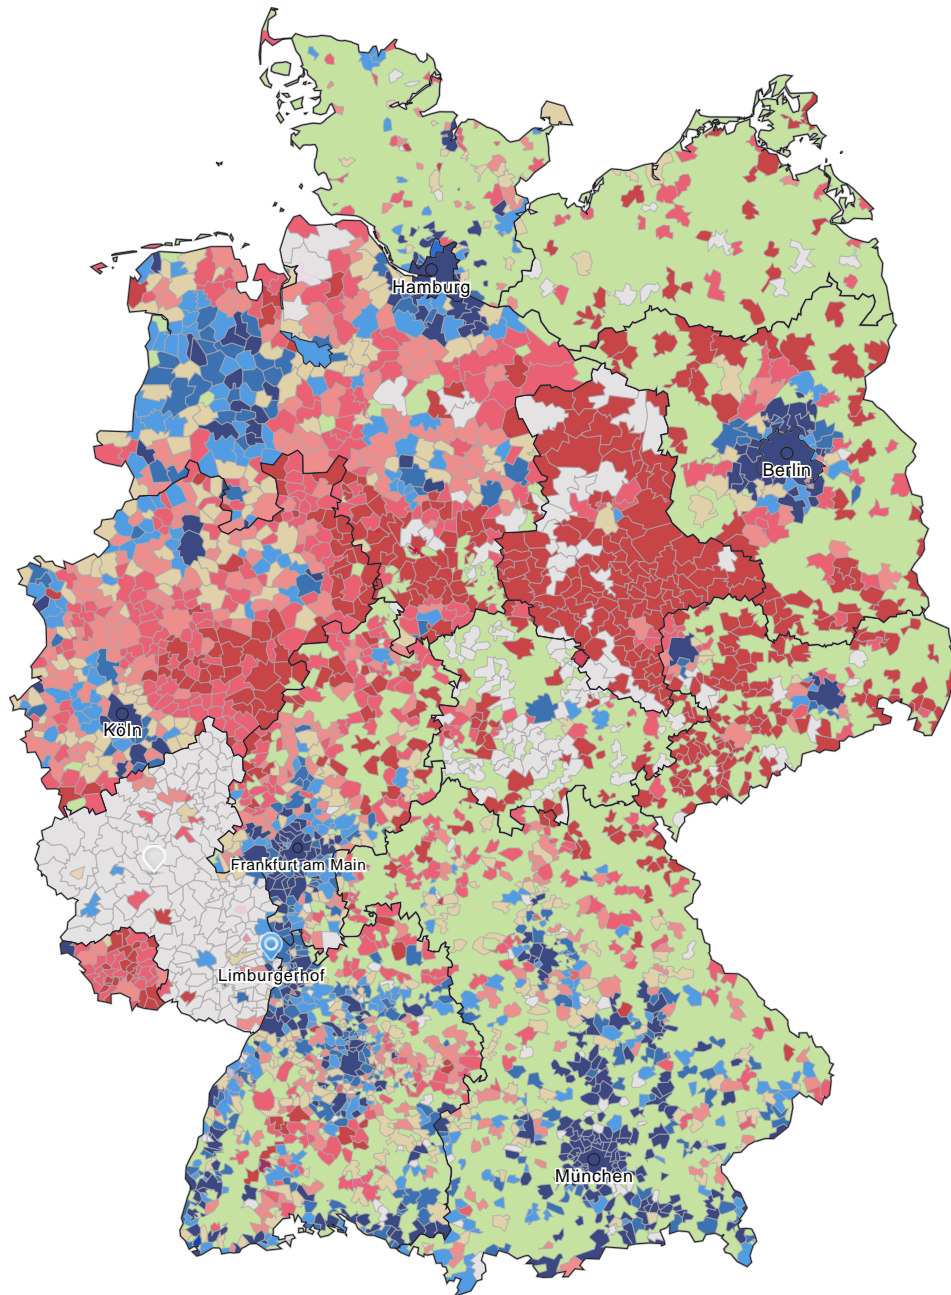 Hamburg
Berlin
Köln
Frankfurt am Main
Limburgerhof
München